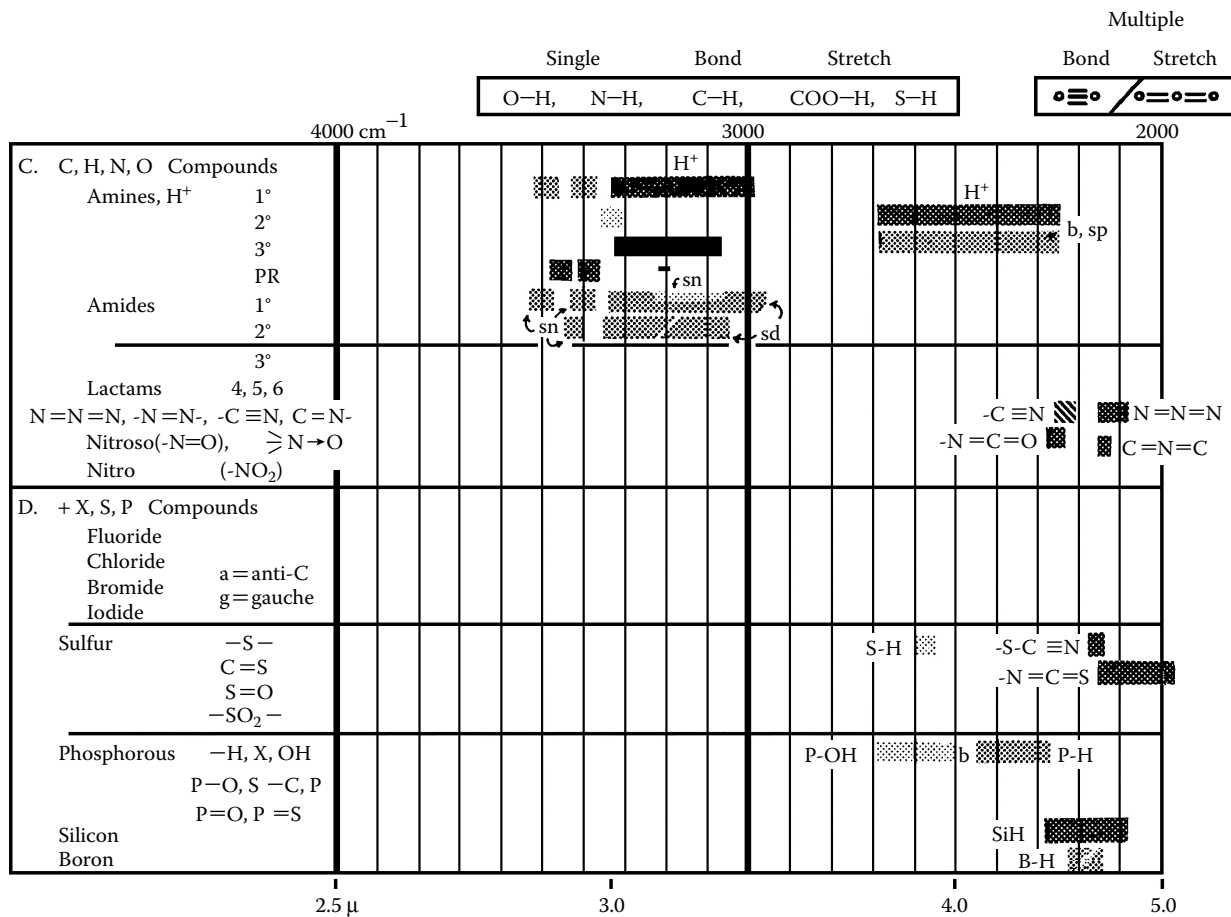 Multiple
Single Bond Stretch Bond Stretch
O—H, N—H, C—H, COO—H, S—H
4000 cm⁻¹ 3000 2000
C. C, H, N, O Compounds
H⁺
Amines, H⁺ 1° H⁺
2°
b, sp
3°
PR
sn
Amides 1°
sn sd
2°
3°
Lactams 4, 5, 6
N=N=N, -N=N-, -C≡N, C=N- -C≡N N=N=N
Nitroso(-N=O), ⪖N→O -N=C=O C=N=C
Nitro (-NO₂)
D. + X, S, P Compounds
Fluoride
Chloride
a=anti-C
Bromide
g=gauche
Iodide
Sulfur —S— S-H -S-C≡N
C=S -N=C=S
S=O
—SO₂—
Phosphorous —H, X, OH P-OH b P-H
P—O, S—C, P
P=O, P=S
Silicon SiH
Boron B-H
2.5 μ 3.0 4.0 5.0